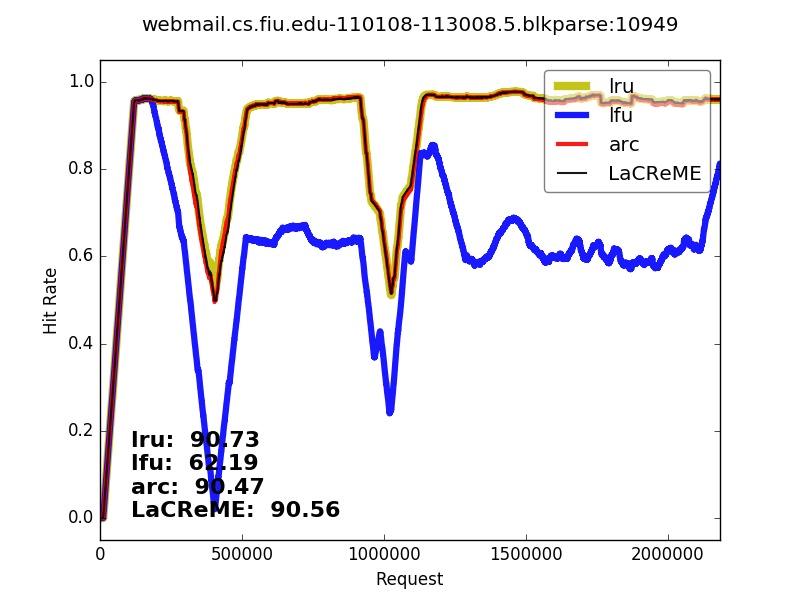 webmail.cs.fiu.edu-110108-113008.5.blkparse:10949
1.0
0.8
0.6
0.4
0.2
0.0
Hit Rate
lru
lfu
arc
LaCReME
lru:  90.73
lfu:  62.19
arc:  90.47
LaCReME:  90.56
0
500000
1000000
1500000
2000000
Request